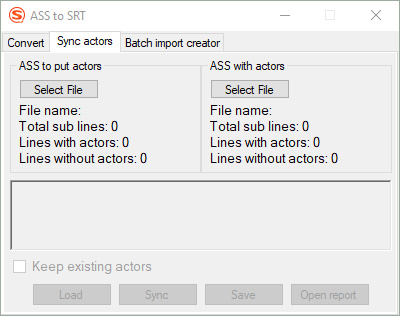 ASS to SRT
Convert Sync actors Batch import creator
ASS to put actors
Select File
File name:
Total sub lines: 0
Lines with actors: 0
Lines without actors: 0
ASS with actors
Select File
File name:
Total sub lines: 0
Lines with actors: 0
Lines without actors: 0
Keep existing actors
Load Sync Save Open report